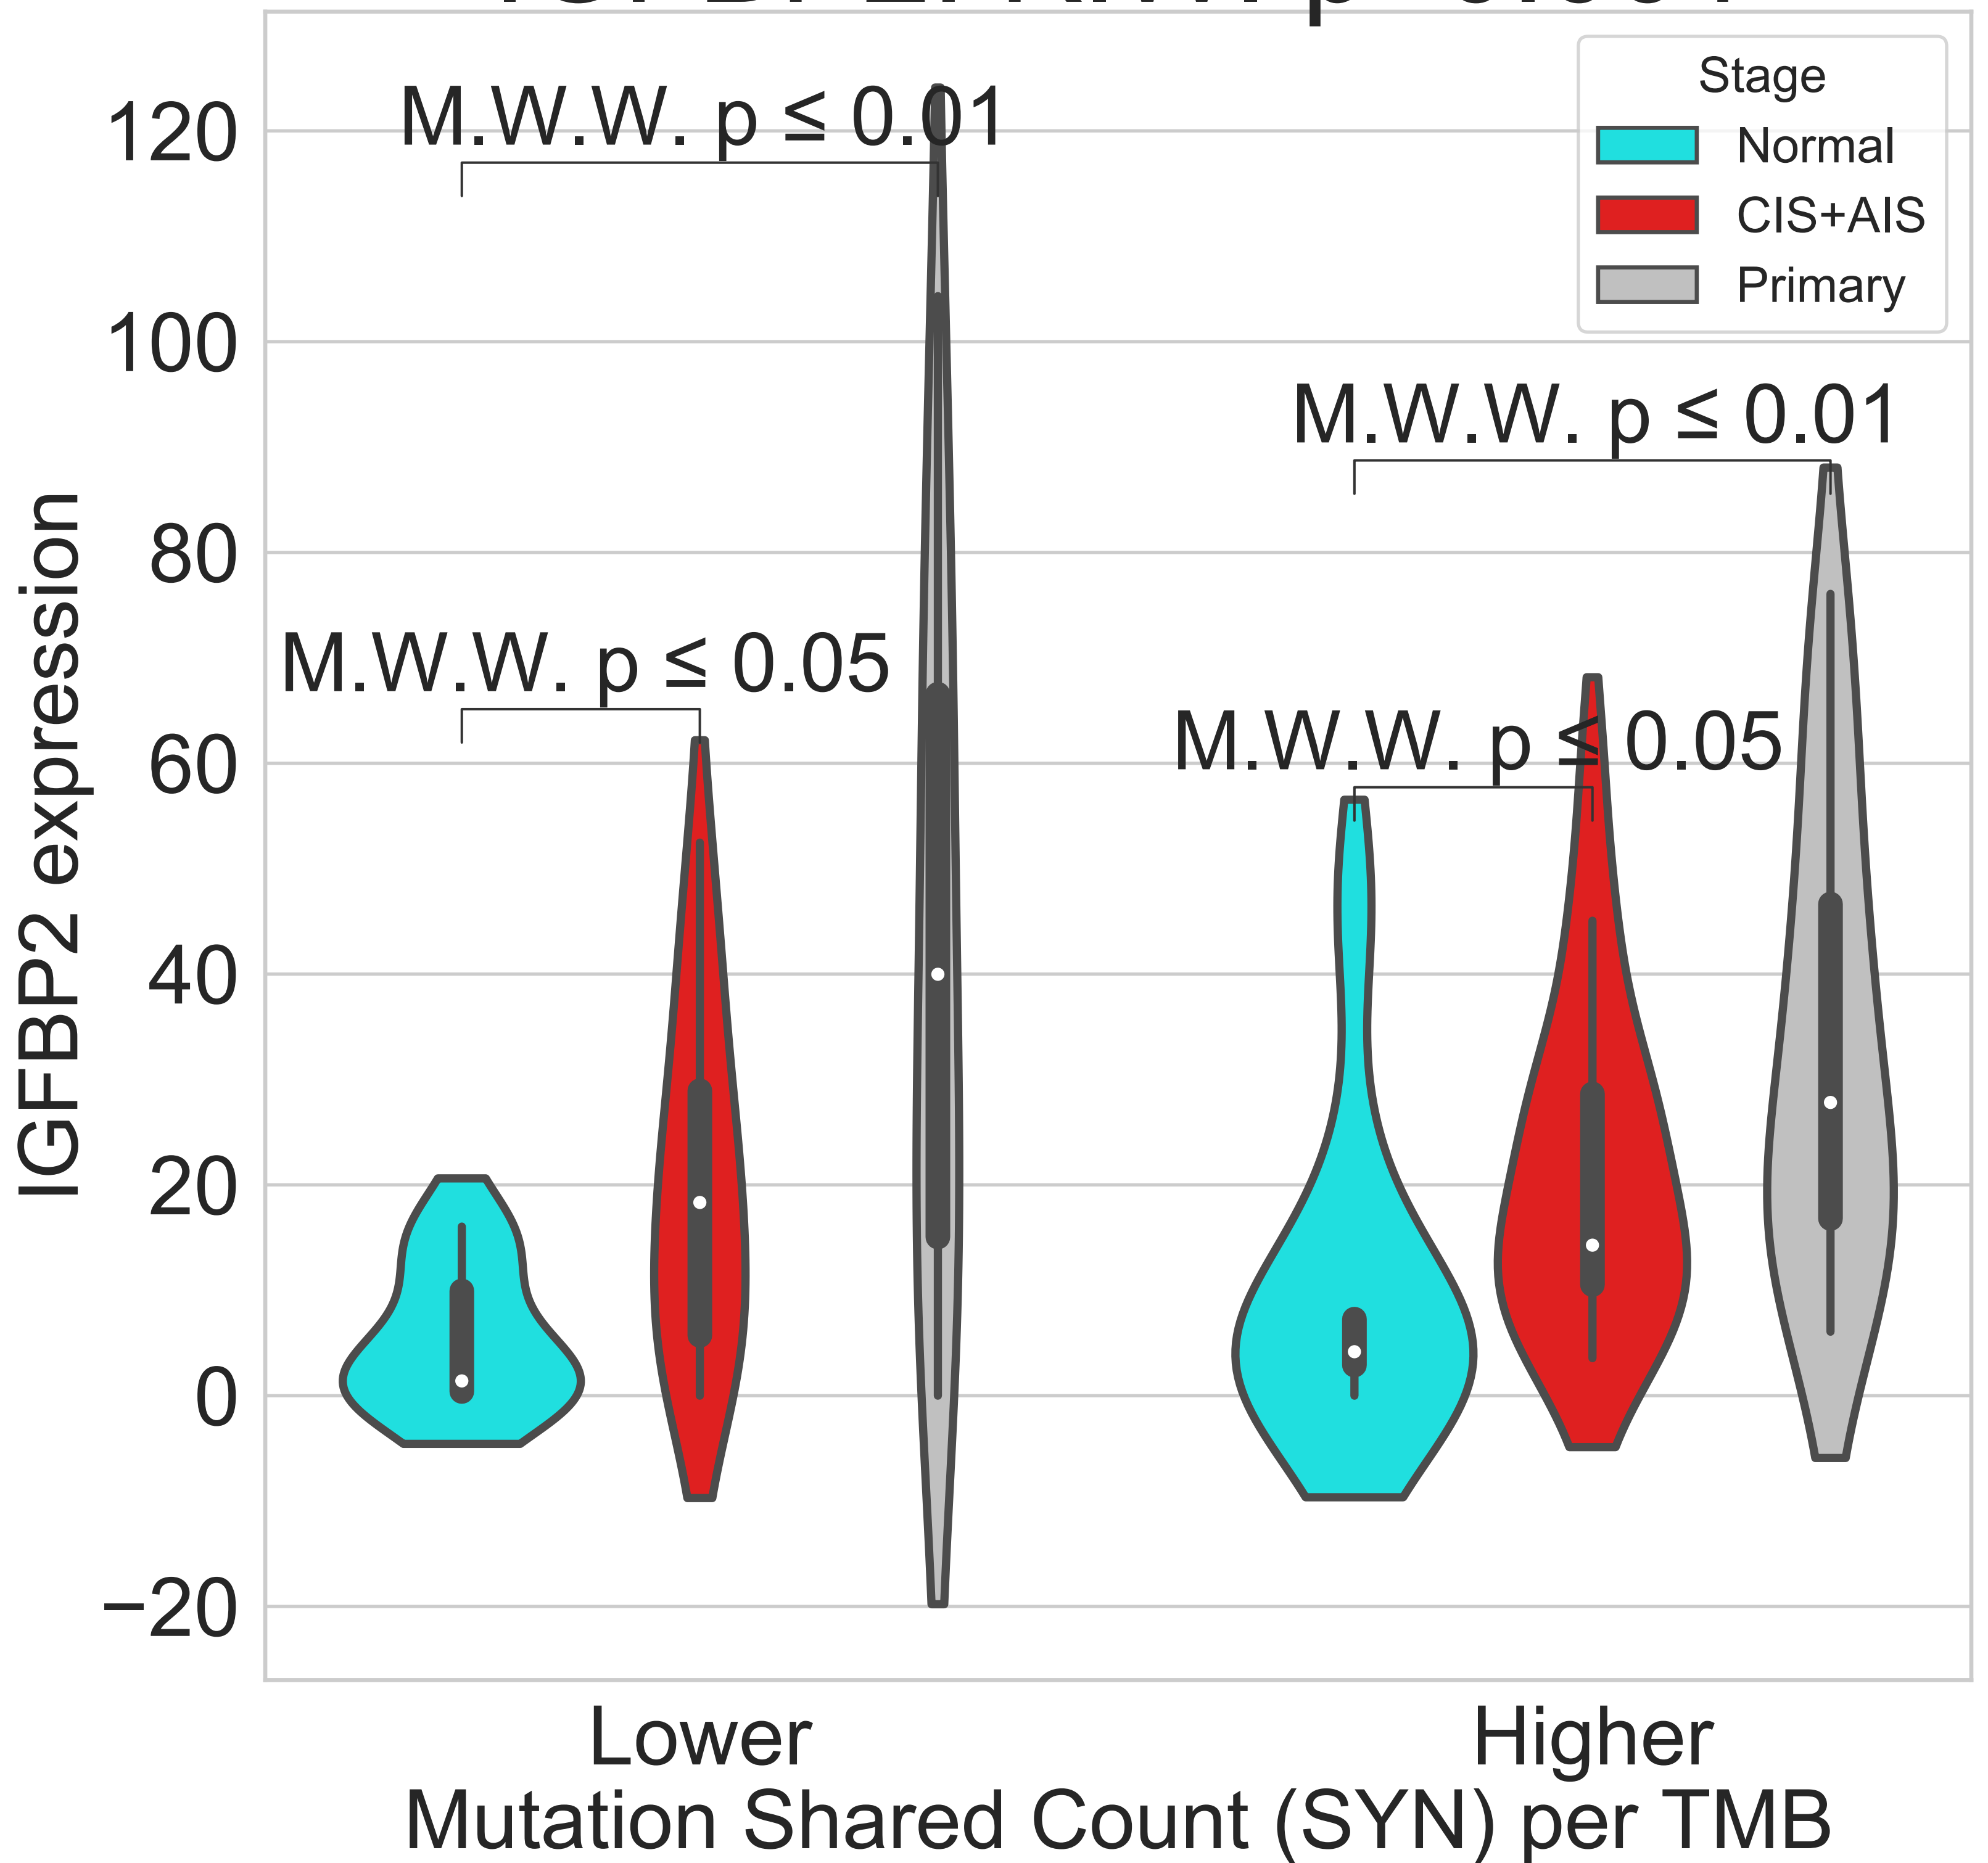 M.W.W. p ≤ 0.01
M.W.W. p ≤ 0.05
M.W.W. p ≤ 0.01
M.W.W. p ≤ 0.05
Stage
Normal
CIS+AIS
Primary
120
100
80
60
40
20
0
−20
IGFBP2 expression
Lower
Higher
Mutation Shared Count (SYN) per TMB